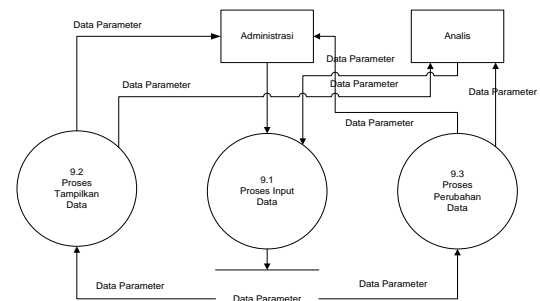 Data Parameter
Administrasi
Analis
Data Parameter
Data Parameter
Data Parameter
Data Parameter
Data Parameter
9.2
Proses
Tampilkan
Data
9.1
Proses Input
Data
9.3
Proses
Perubahan
Data
Data Parameter
Data Parameter
Data Parameter